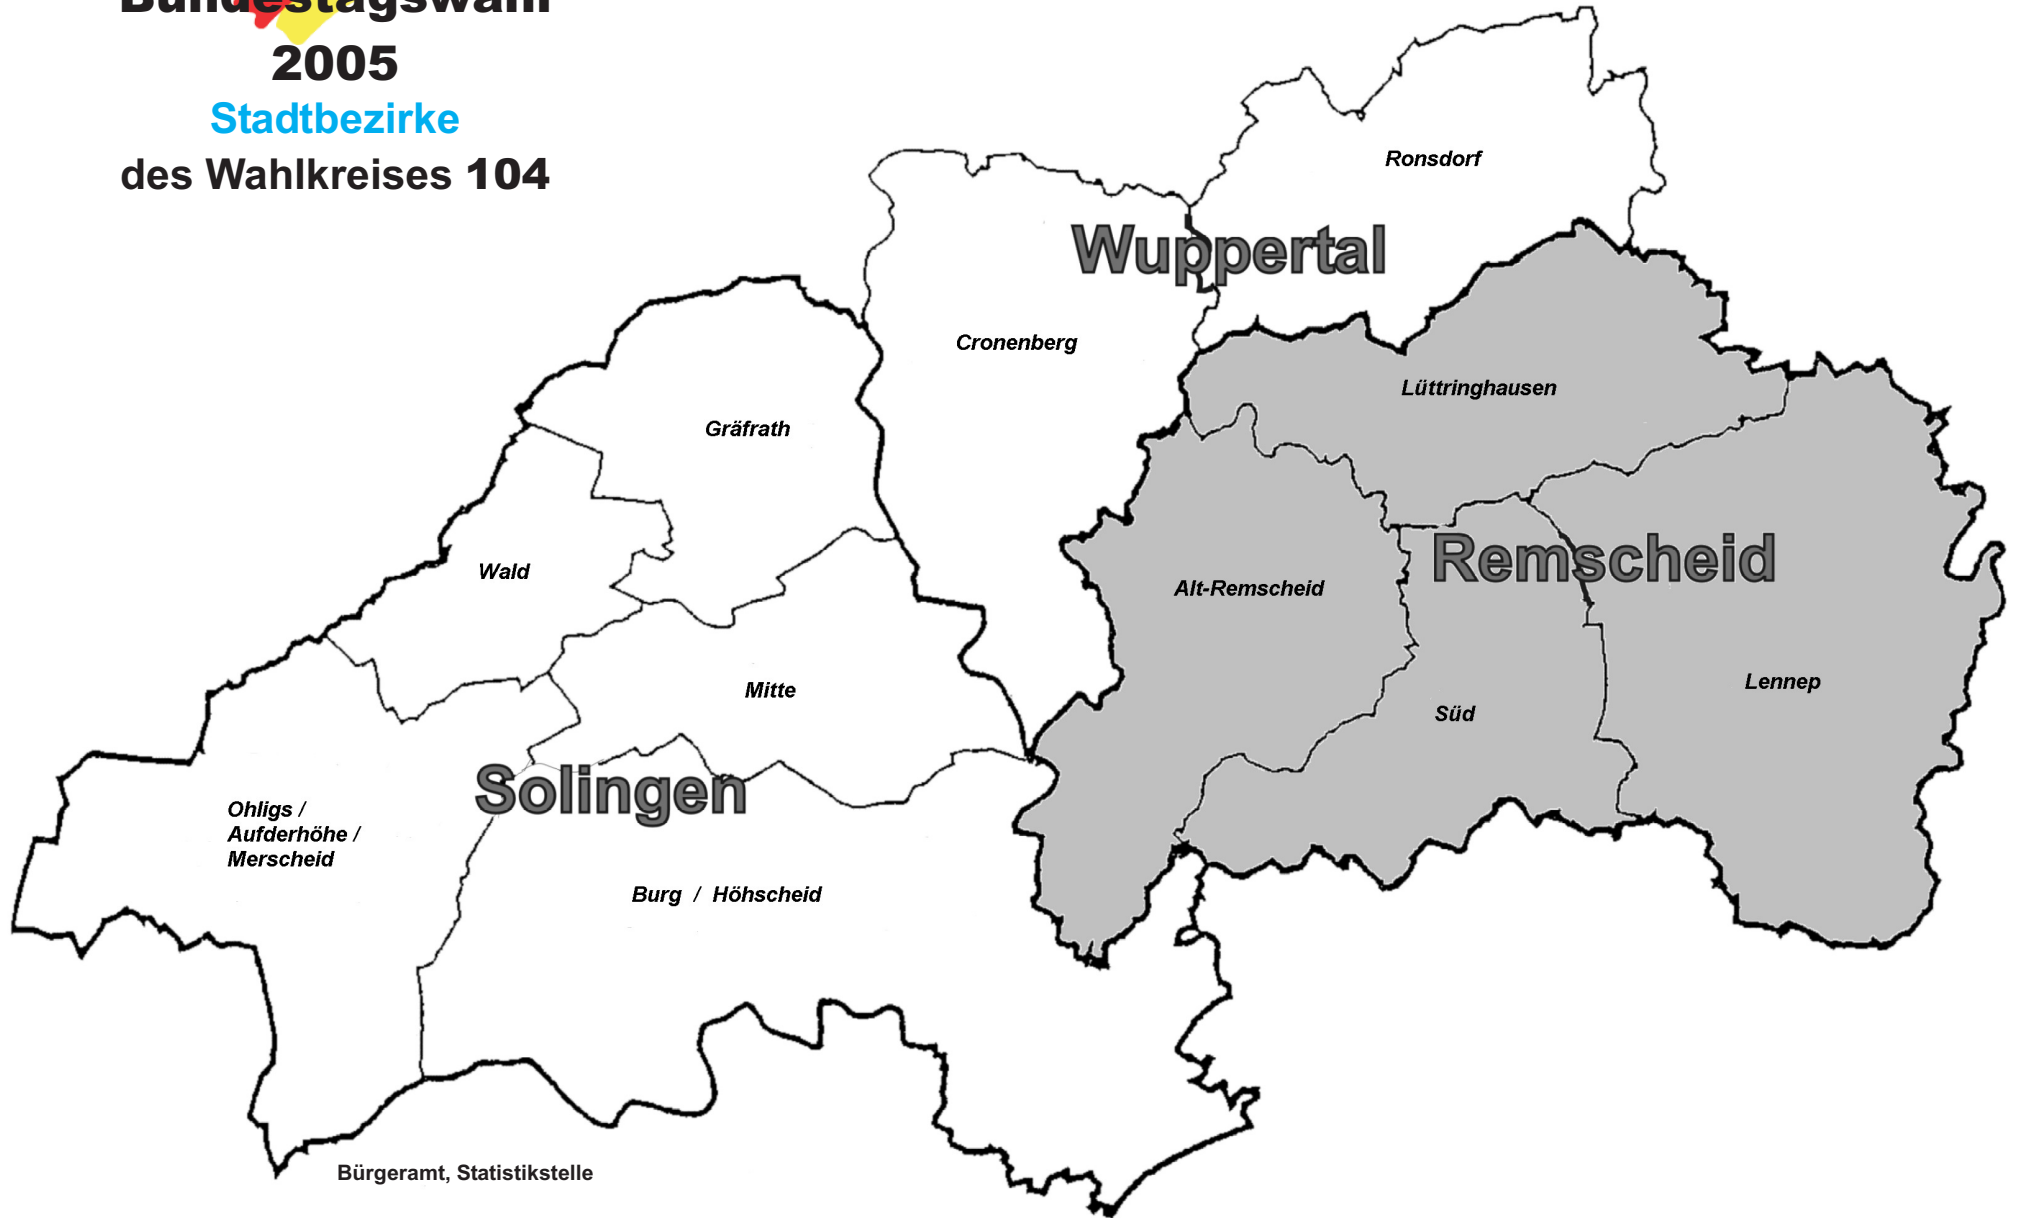 Bundestagswahl
2005
Stadtbezirke
des Wahlkreises 104
Ronsdorf
Wuppertal
Cronenberg
Lüttringhausen
Gräfrath
Remscheid
Wald
Alt-Remscheid
Lennep
Mitte
Süd
Solingen
Ohligs /
Aufderhöhe /
Merscheid
Burg / Höhscheid
Bürgeramt, Statistikstelle